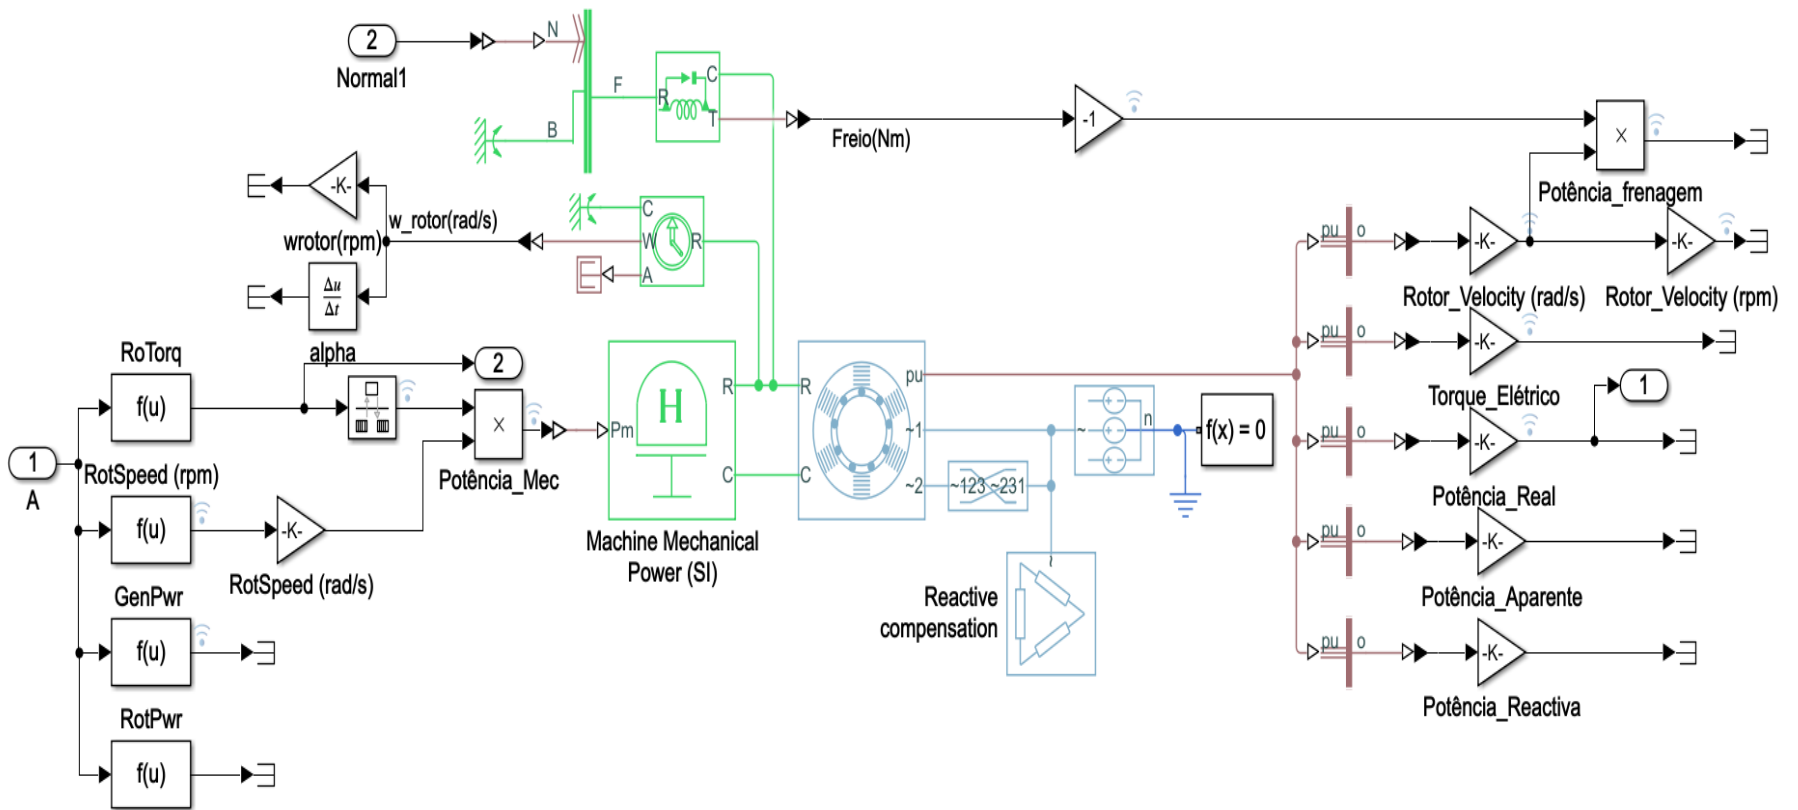 2
Normal1
N
B
F
R
C
T
Freio(Nm)
-1
×
Potência_frenagem
-K-
wrotor(rpm)
w_rotor(rad/s)
Δu
Δt
alpha
C
W
A
R
pu
o
-K-
Rotor_Velocity (rad/s)
-K-
Rotor_Velocity (rpm)
pu
o
-K-
Torque_Elétrico
1
pu
o
-K-
Potência_Real
pu
o
-K-
Potência_Aparente
pu
o
-K-
Potência_Reactiva
1
A
RoTorq
f(u)
2
×
Potência_Mec
RotSpeed (rpm)
f(u)
-K-
RotSpeed (rad/s)
GenPwr
f(u)
RotPwr
f(u)
Pm
H
R
C
Machine Mechanical
Power (SI)
R
C
pu
~1
~2
~123 ~231
~
n
f(x) = 0
~
Reactive
compensation